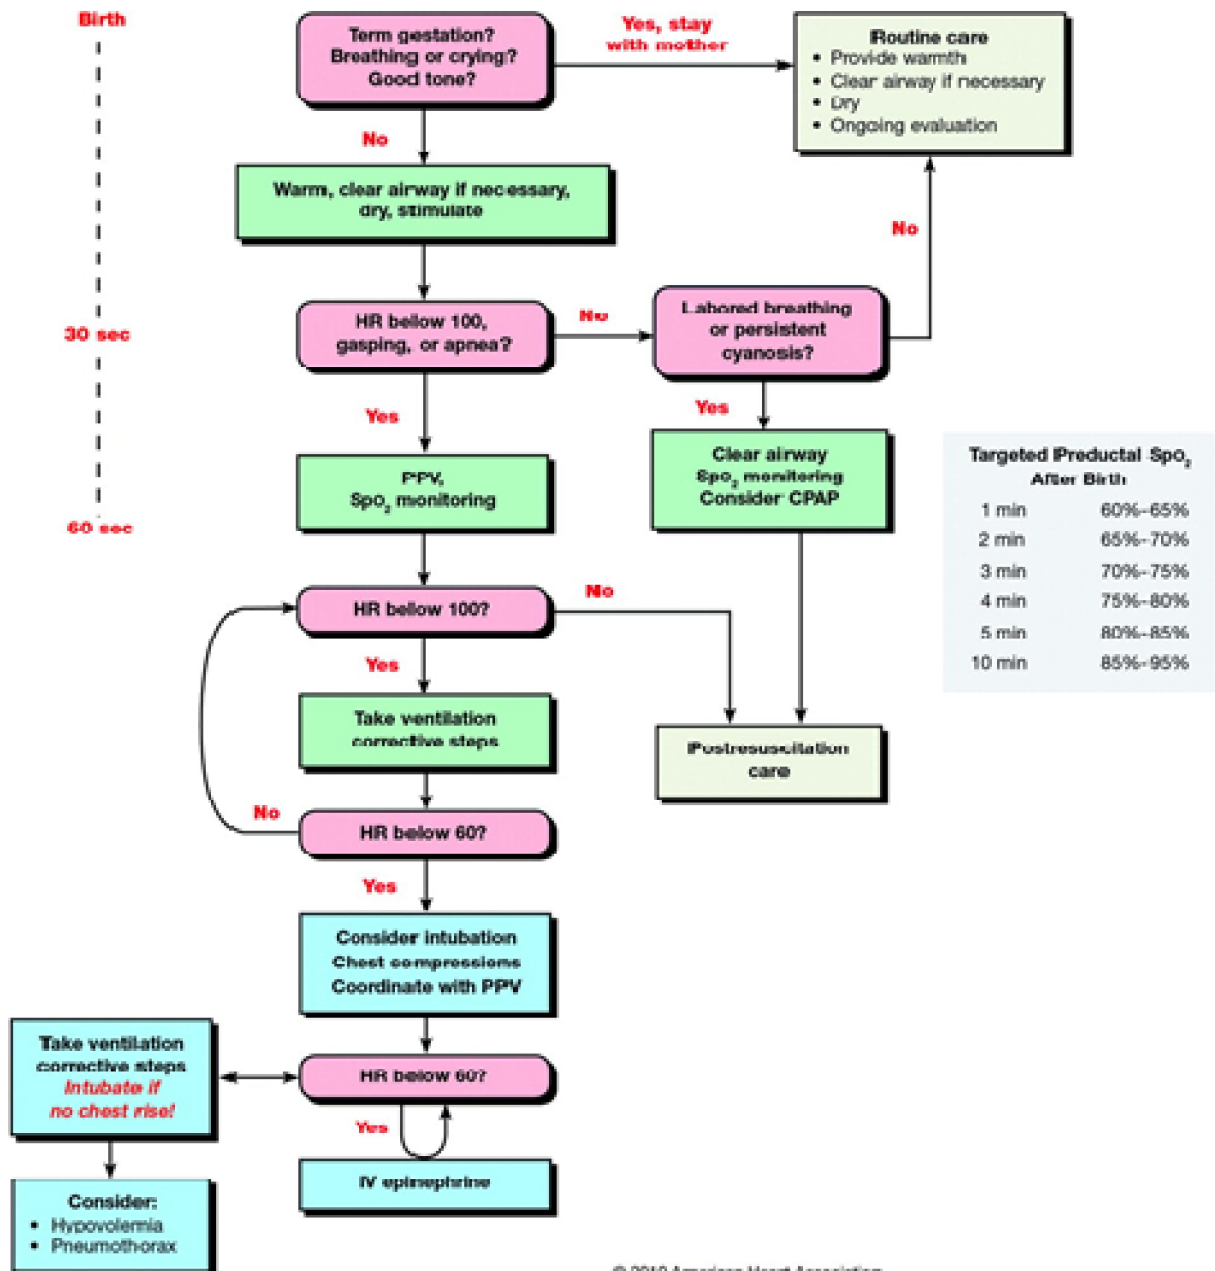 Birth
Term gestation?
Breathing or crying?
Good tone?
Yes, stay
with mother
Routine care
• Provide warmth
• Clear airway if necessary
• Dry
• Ongoing evaluation
No
Warm, clear airway if necessary,
dry, stimulate
No
30 sec
HR below 100,
gasping, or apnea?
No
Labored breathing
or persistent
cyanosis?
Yes
Yes
PPV,
SpO2 monitoring
Clear airway
SpO2 monitoring
Consider CPAP
60 sec
Targeted Preductal SpO2
After Birth
1 min 60%-65%
2 min 65%-70%
3 min 70%-75%
4 min 75%-80%
5 min 80%-85%
10 min 85%-95%
HR below 100?
No
Yes
Take ventilation
corrective steps
Postresuscitation
care
No
HR below 60?
Yes
Consider intubation
Chest compressions
Coordinate with PPV
Take ventilation
corrective steps
Intubate if
no chest rise!
HR below 60?
Yes
IV epinephrine
Consider:
• Hypovolemia
• Pneumothorax
© 2010 American Heart Association